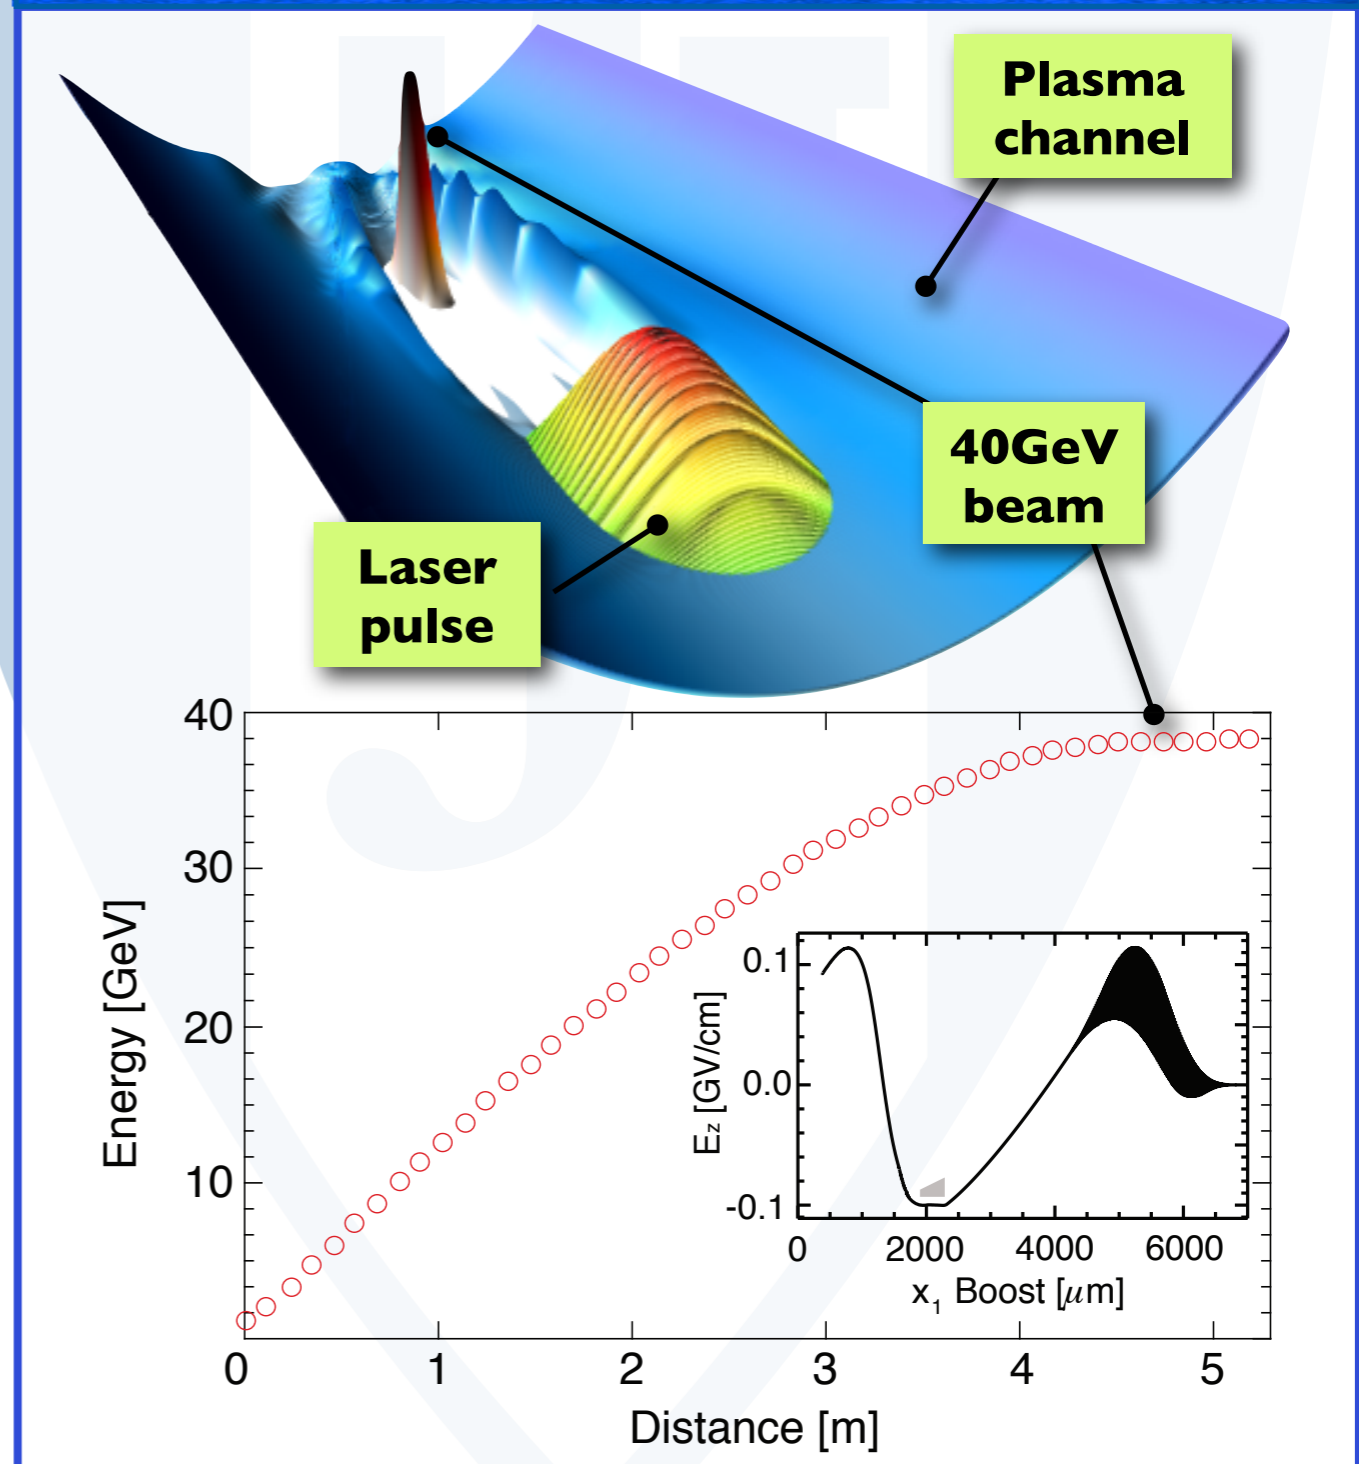 Plasma
channel
40GeV
beam
Laser
pulse
40
30
20
10
Energy [GeV]
0 1 2 3 4 5
Distance [m]
0.1
0.0
-0.1
Ez [GV/cm]
0 2000 4000 6000
x₁ Boost [μm]